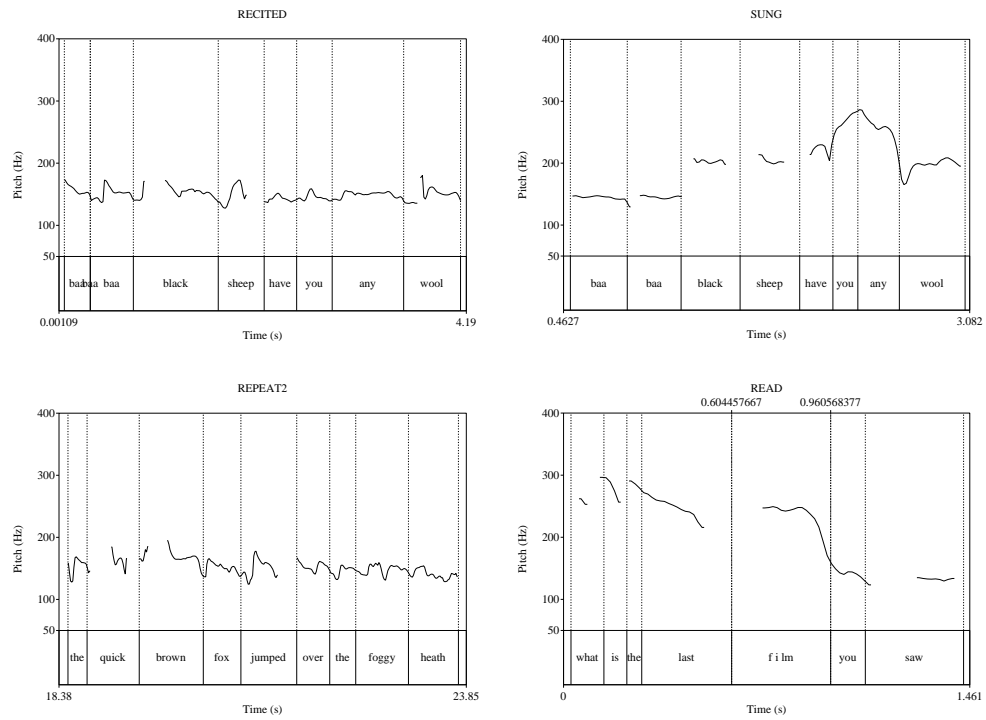 RECITED
400
300
200
100
50
Pitch (Hz)
baa baa baa black sheep have you any wool
0.00109 4.19
Time (s)
SUNG
400
300
200
100
50
Pitch (Hz)
baa baa black sheep have you any wool
0.4627 3.082
Time (s)
REPEAT2
400
300
200
100
50
Pitch (Hz)
the quick brown fox jumped over the foggy heath
18.38 23.85
Time (s)
READ
0.604457667 0.960568377
400
300
200
100
50
Pitch (Hz)
what is the last f i lm you saw
0 1.461
Time (s)